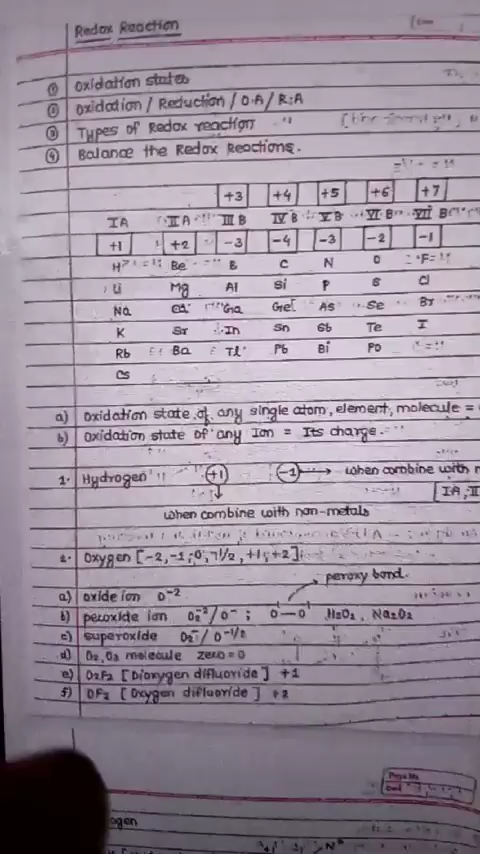 Redox Reaction
① Oxidation states
② Oxidation / Reduction / O.A / R.A
③ Types of Redox reaction
④ Balance the Redox Reactions.
+3 +4 +5 +6 +7
IA II A III B IV B V B VI B VII B
+1 +2 -3 -4 -3 -2 -1
H Be B C N O F
Li Mg Al Si P S Cl
Na Ca Ga Ge As Se Br
K Sr In Sn Sb Te I
Rb Ba Tl Pb Bi Po
Cs
a) Oxidation state of any single atom, element, molecule =
b) Oxidation state of any Ion = Its charge.
1. Hydrogen +1 -1 → when combine with
[IA, II
when combine with non-metals
2. Oxygen [-2, -1, 0, -1/2, +1, +2]
peroxy bond.
a) oxide ion O⁻²
b) peroxide ion O₂⁻²/O⁻ ; O—O H₂O₂, Na₂O₂
c) superoxide O₂⁻/O⁻¹/²
d) O₂, O₃ molecule zero = 0
e) O₂F₂ [Dioxygen difluoride] +1
f) OF₂ [Oxygen difluoride] +2
Page No.
Date
ogen